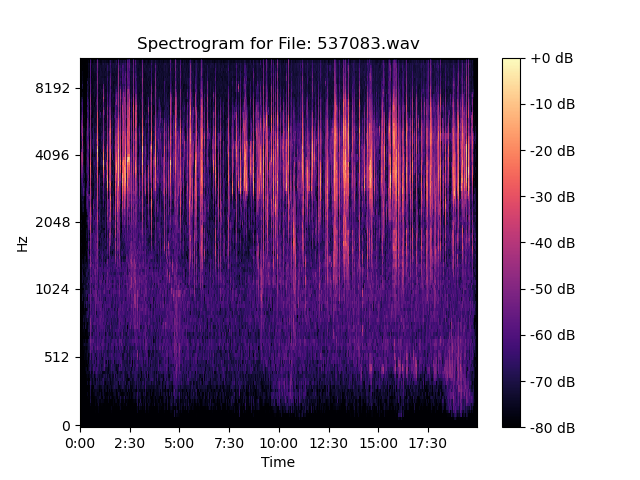 Spectrogram for File: 537083.wav
8192
4096
2048
1024
512
0
Hz
0:00 2:30 5:00 7:30 10:00 12:30 15:00 17:30
Time
+0 dB
-10 dB
-20 dB
-30 dB
-40 dB
-50 dB
-60 dB
-70 dB
-80 dB